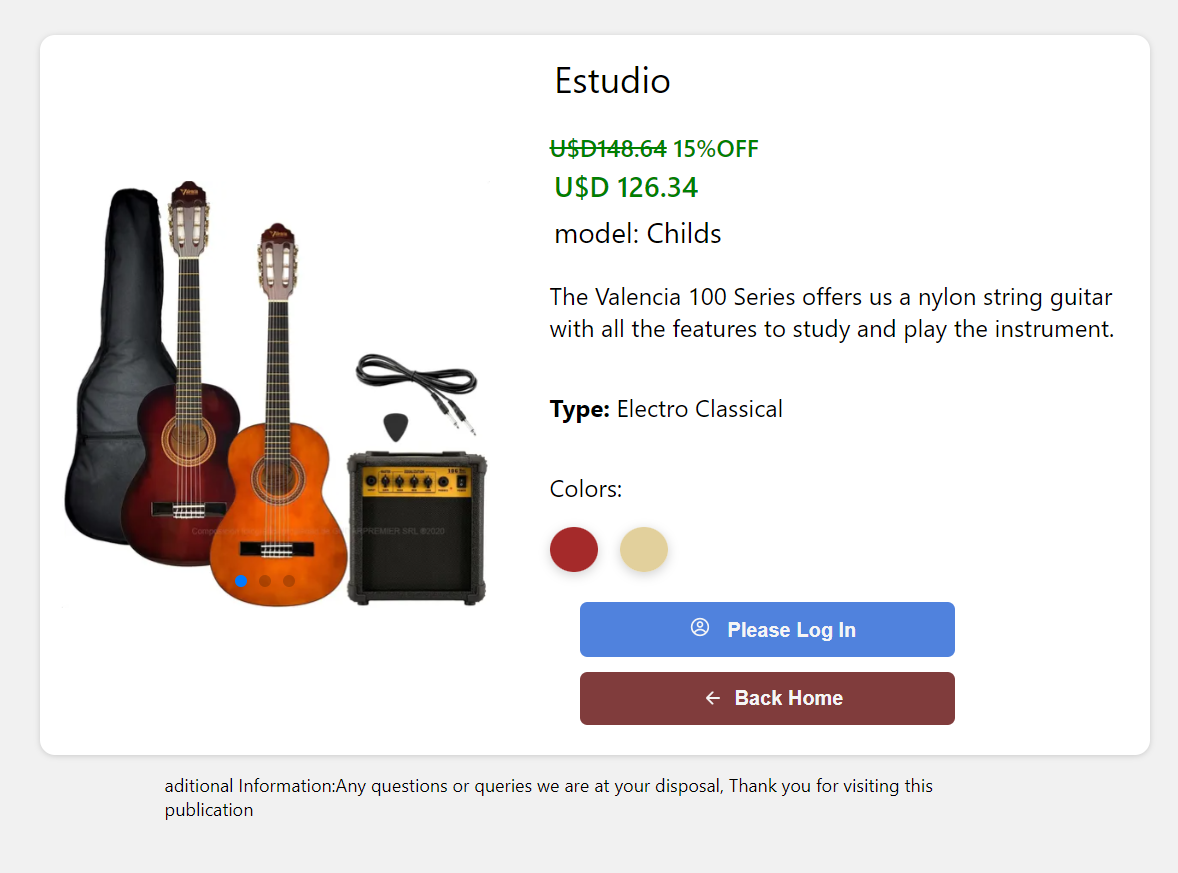 Estudio
U$D148.64 15%OFF
U$D 126.34
model: Childs
The Valencia 100 Series offers us a nylon string guitar
with all the features to study and play the instrument.
Type: Electro Classical
Colors:
Please Log In
Back Home
aditional Information:Any questions or queries we are at your disposal, Thank you for visiting this
publication